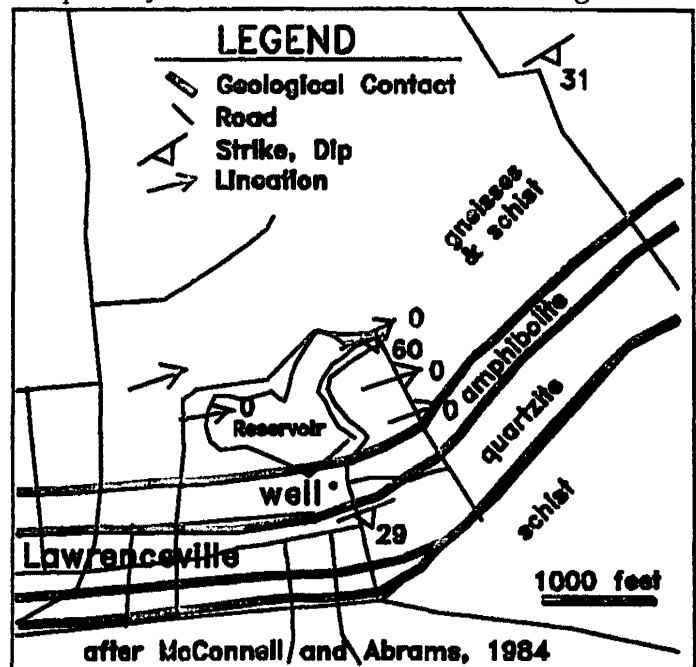 LEGEND
Geological Contact
Road
Strike, Dip
Lineation
31
gneisses
& schist
0
60
0
0
0
Reservoir
amphibolite
quartzite
schist
well
29
Lawrenceville
1000 feet
after McConnell and Abrams, 1984